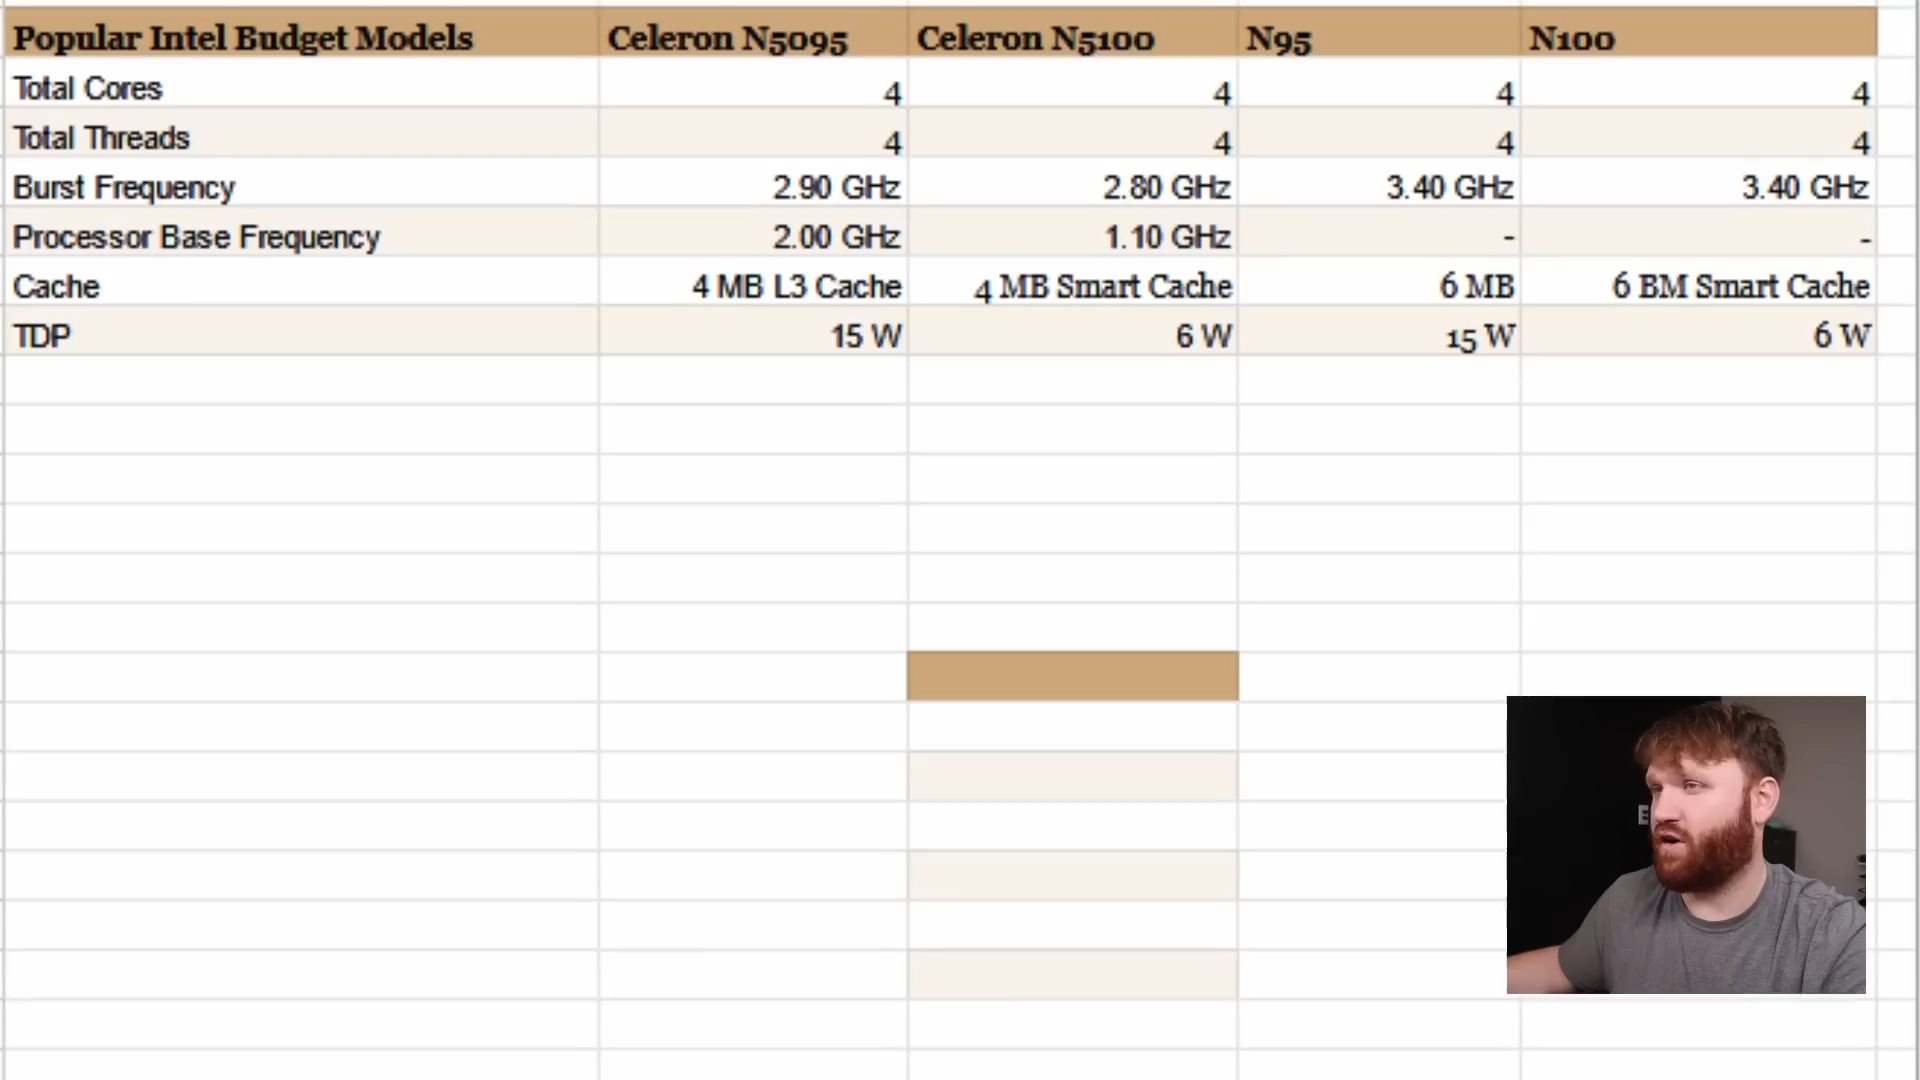 Popular Intel Budget Models Celeron N5095 Celeron N5100 N95 N100
Total Cores 4 4 4 4
Total Threads 4 4 4 4
Burst Frequency 2.90 GHz 2.80 GHz 3.40 GHz 3.40 GHz
Processor Base Frequency 2.00 GHz 1.10 GHz - -
Cache 4 MB L3 Cache 4 MB Smart Cache 6 MB 6 BM Smart Cache
TDP 15 W 6 W 15 W 6 W